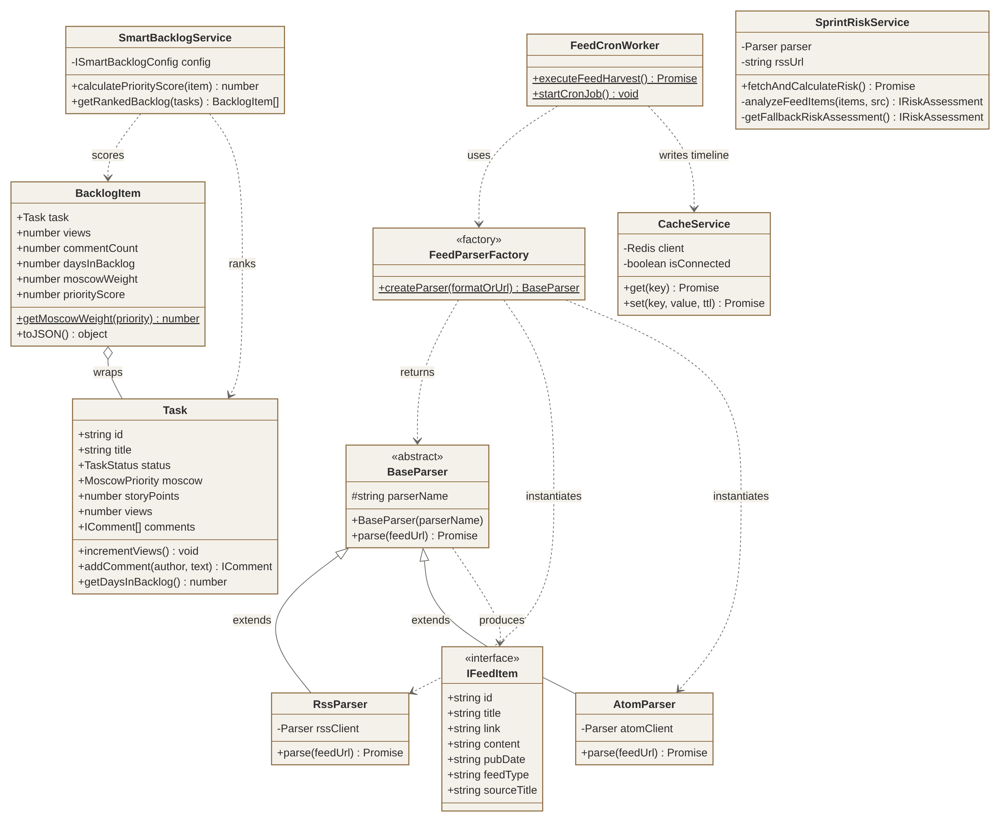 SmartBacklogService
-ISmartBacklogConfig config
+calculatePriorityScore(item) : number
+getRankedBacklog(tasks) : BacklogItem[]
FeedCronWorker
+executeFeedHarvest() : Promise
+startCronJob() : void
SprintRiskService
-Parser parser
-string rssUrl
+fetchAndCalculateRisk() : Promise
-analyzeFeedItems(items, src) : IRiskAssessment
-getFallbackRiskAssessment() : IRiskAssessment
scores
uses
writes timeline
BacklogItem
+Task task
+number views
+number commentCount
+number daysInBacklog
+number moscowWeight
+number priorityScore
+getMoscowWeight(priority) : number
+toJSON() : object
ranks
«factory»
FeedParserFactory
+createParser(formatOrUrl) : BaseParser
CacheService
-Redis client
-boolean isConnected
+get(key) : Promise
+set(key, value, ttl) : Promise
wraps
returns
Task
+string id
+string title
+TaskStatus status
+MoscowPriority moscow
+number storyPoints
+number views
+IComment[] comments
+incrementViews() : void
+addComment(author, text) : IComment
+getDaysInBacklog() : number
«abstract»
BaseParser
#string parserName
+BaseParser(parserName)
+parse(feedUrl) : Promise
instantiates
instantiates
extends
extends
produces
RssParser
-Parser rssClient
+parse(feedUrl) : Promise
«interface»
IFeedItem
+string id
+string title
+string link
+string content
+string pubDate
+string feedType
+string sourceTitle
AtomParser
-Parser atomClient
+parse(feedUrl) : Promise